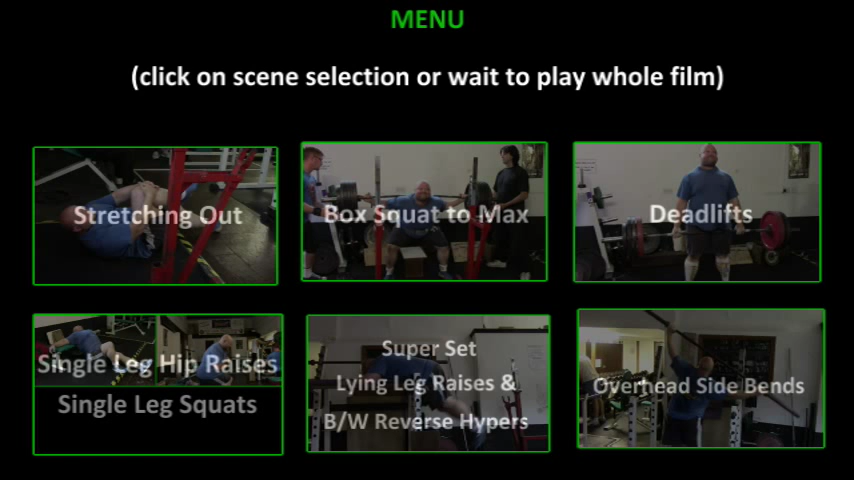 MENU
(click on scene selection or wait to play whole film)
Stretching Out
Box Squat to Max
Deadlifts
Single Leg Hip Raises
Single Leg Squats
Super Set
Lying Leg Raises &
B/W Reverse Hypers
Overhead Side Bends